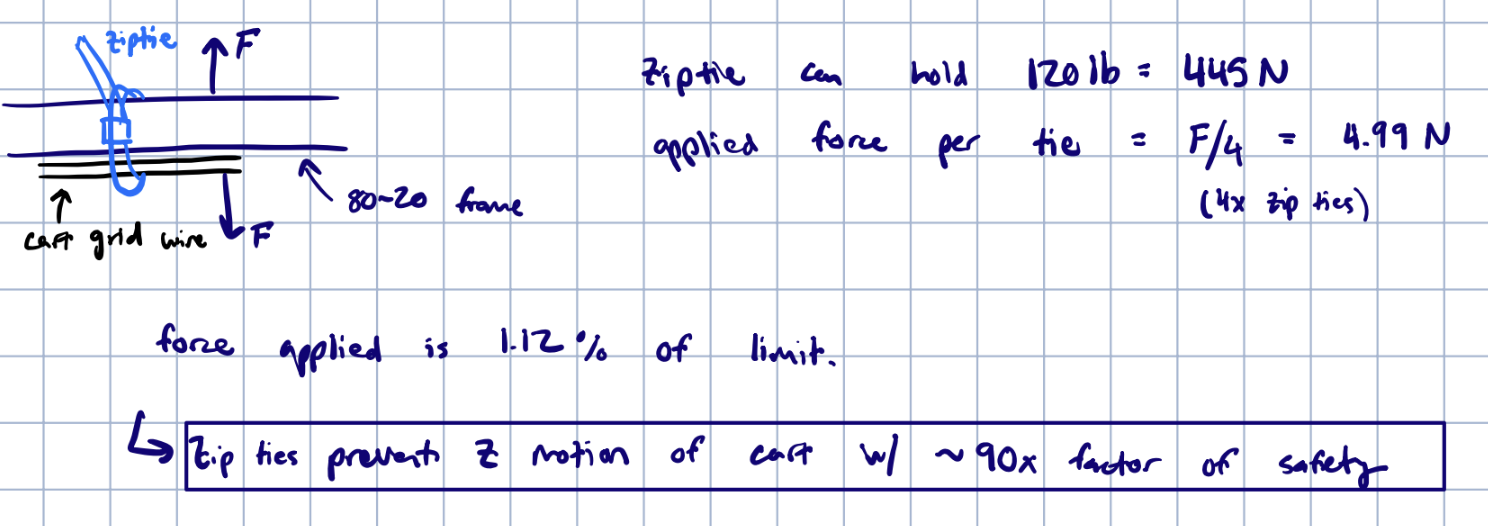 ziptie
F
Ziptie can hold 120 lb = 445 N
applied force per tie = F/4 = 4.99 N
(4x zip ties)
80-20 frame
cart grid wire
F
force applied is 1.12% of limit.
Zip ties prevent Z motion of cart w/ ~90x factor of safety